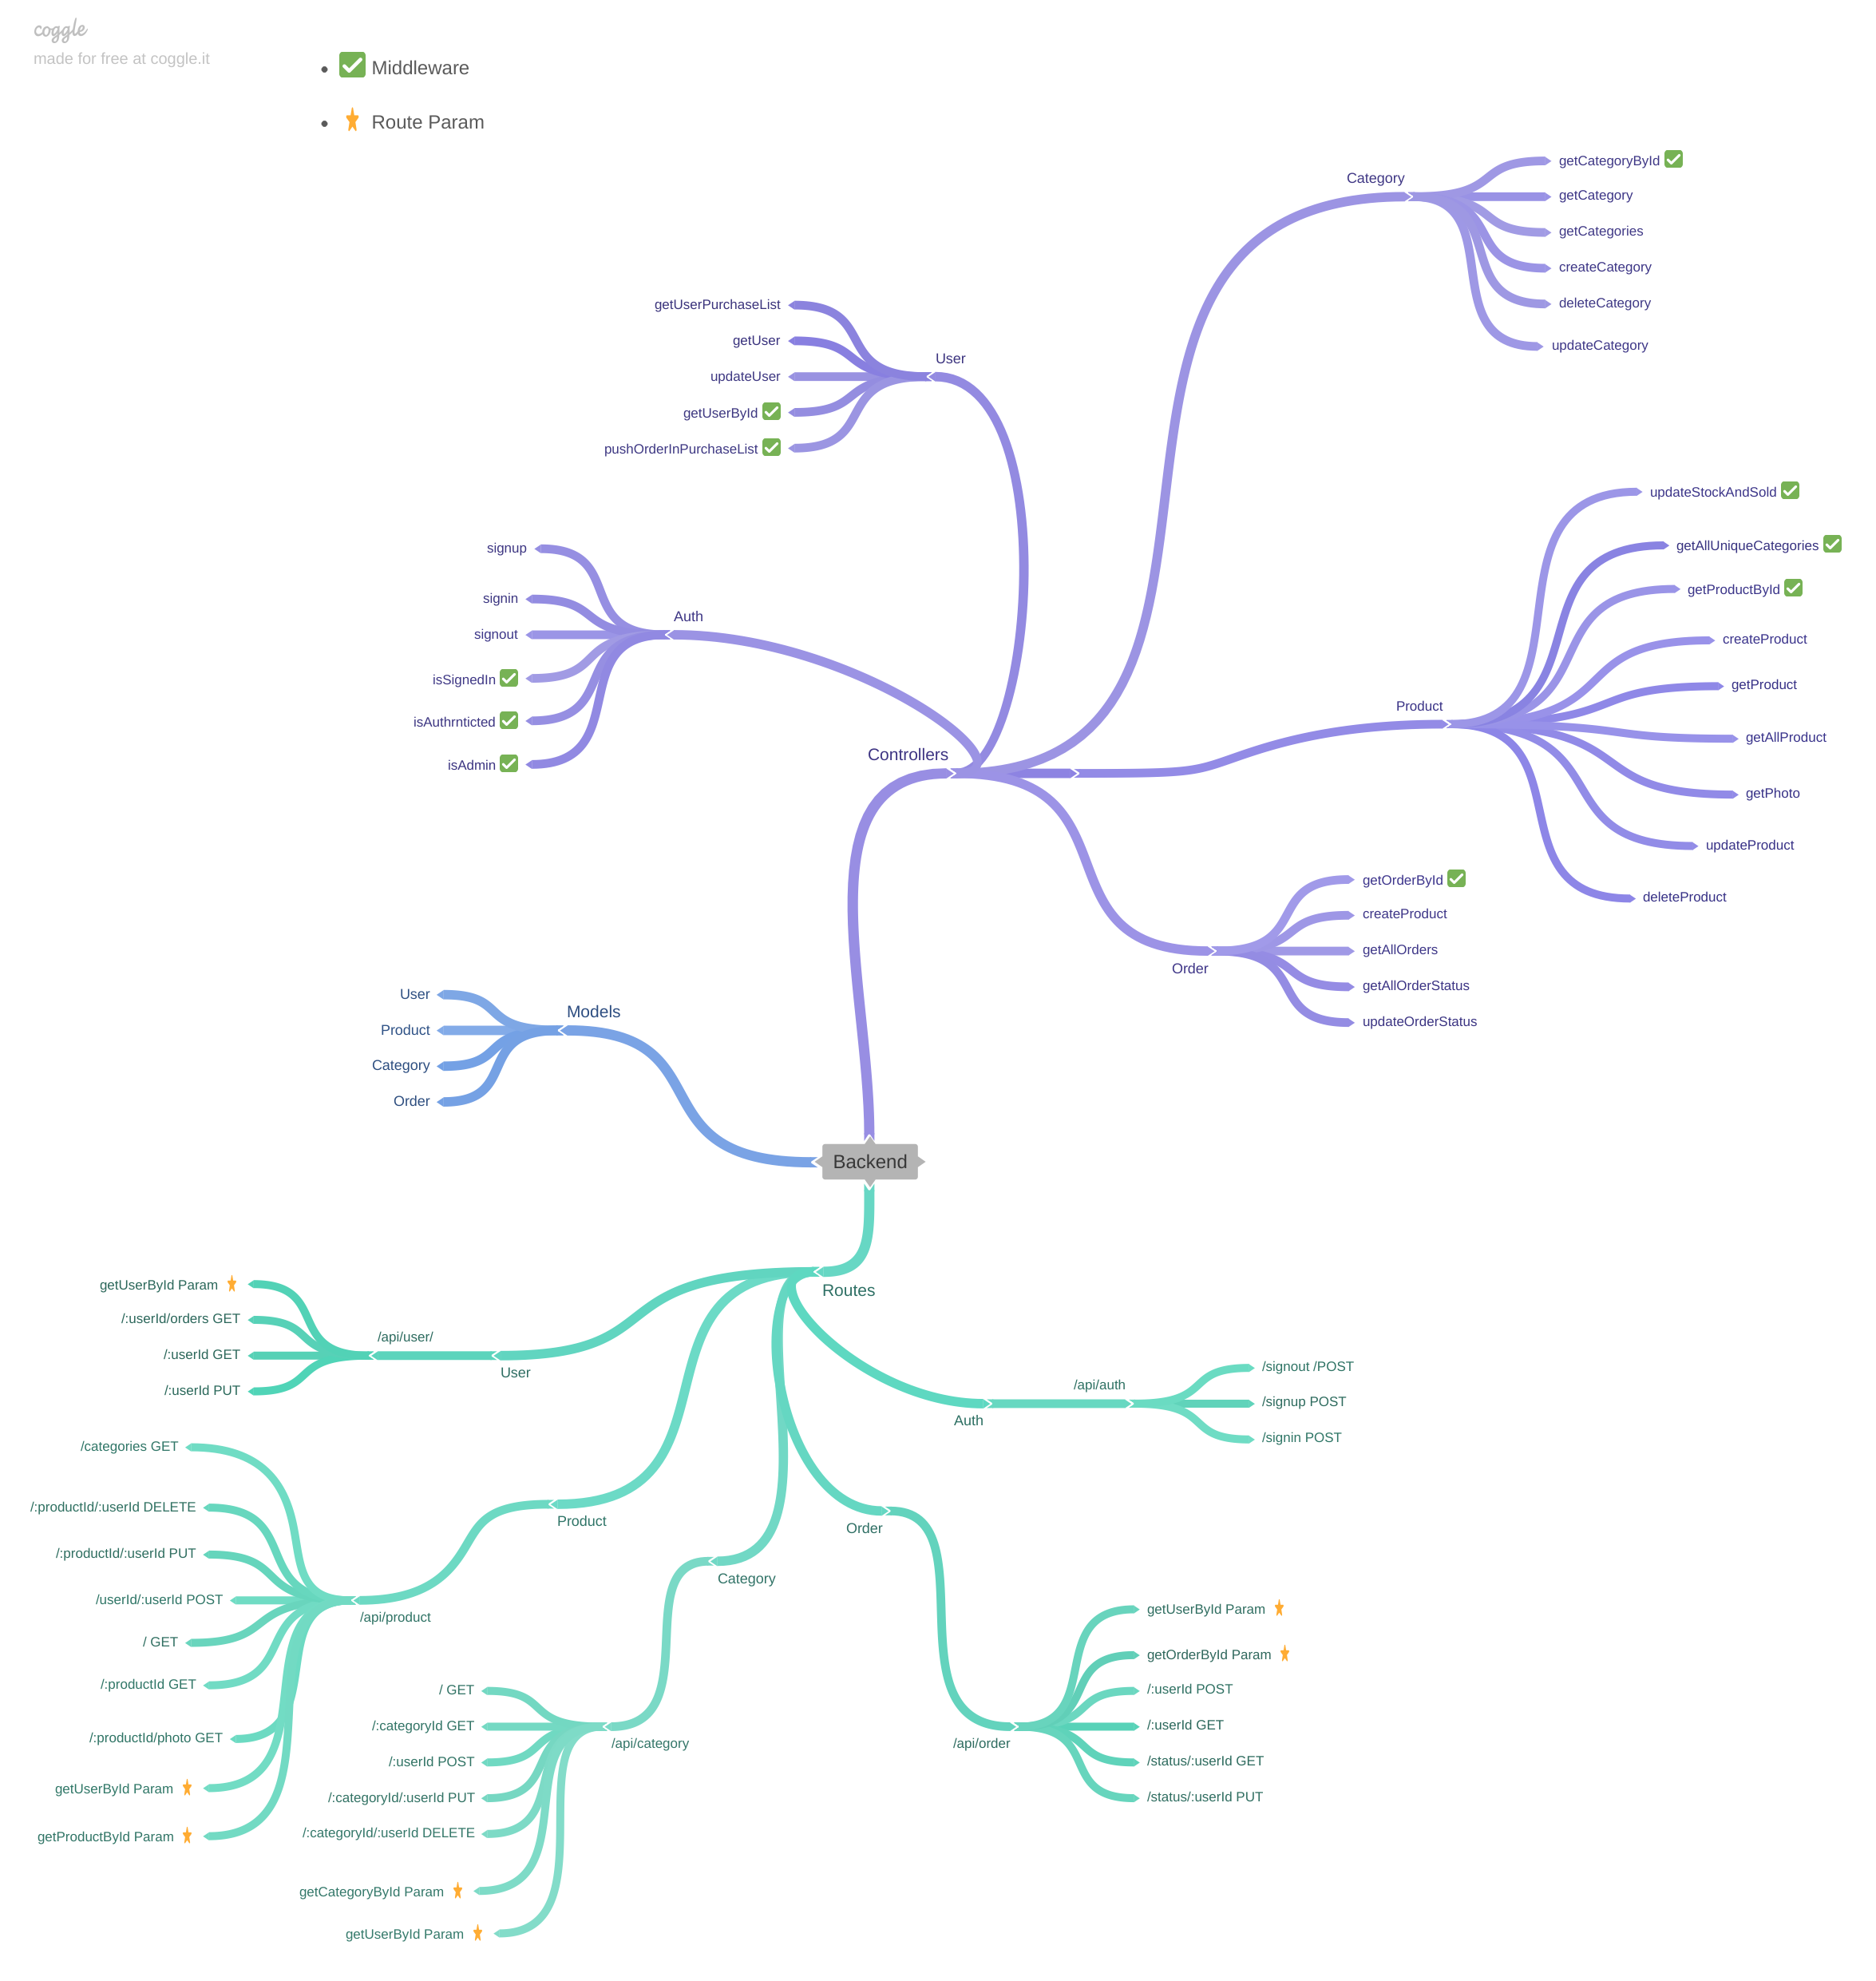 coggle
made for free at coggle.it
• ✅ Middleware
• Route Param
Category
getCategoryById ✅
getCategory
getCategories
createCategory
deleteCategory
updateCategory
getUserPurchaseList
getUser
updateUser
getUserById ✅
pushOrderInPurchaseList ✅
User
signup
signin
signout
isSignedIn ✅
isAuthrnticted ✅
isAdmin ✅
Auth
Controllers
Product
updateStockAndSold ✅
getAllUniqueCategories ✅
getProductById ✅
createProduct
getProduct
getAllProduct
getPhoto
updateProduct
deleteProduct
Order
getOrderById ✅
createProduct
getAllOrders
getAllOrderStatus
updateOrderStatus
Models
User
Product
Category
Order
Backend
Routes
User
/api/user/
getUserById Param
/:userId/orders GET
/:userId GET
/:userId PUT
Auth
/api/auth
/signout /POST
/signup POST
/signin POST
Product
/api/product
/categories GET
/:productId/:userId DELETE
/:productId/:userId PUT
/userId/:userId POST
/ GET
/:productId GET
/:productId/photo GET
getUserById Param
getProductById Param
Category
/api/category
/ GET
/:categoryId GET
/:userId POST
/:categoryId/:userId PUT
/:categoryId/:userId DELETE
getCategoryById Param
getUserById Param
Order
/api/order
getUserById Param
getOrderById Param
/:userId POST
/:userId GET
/status/:userId GET
/status/:userId PUT